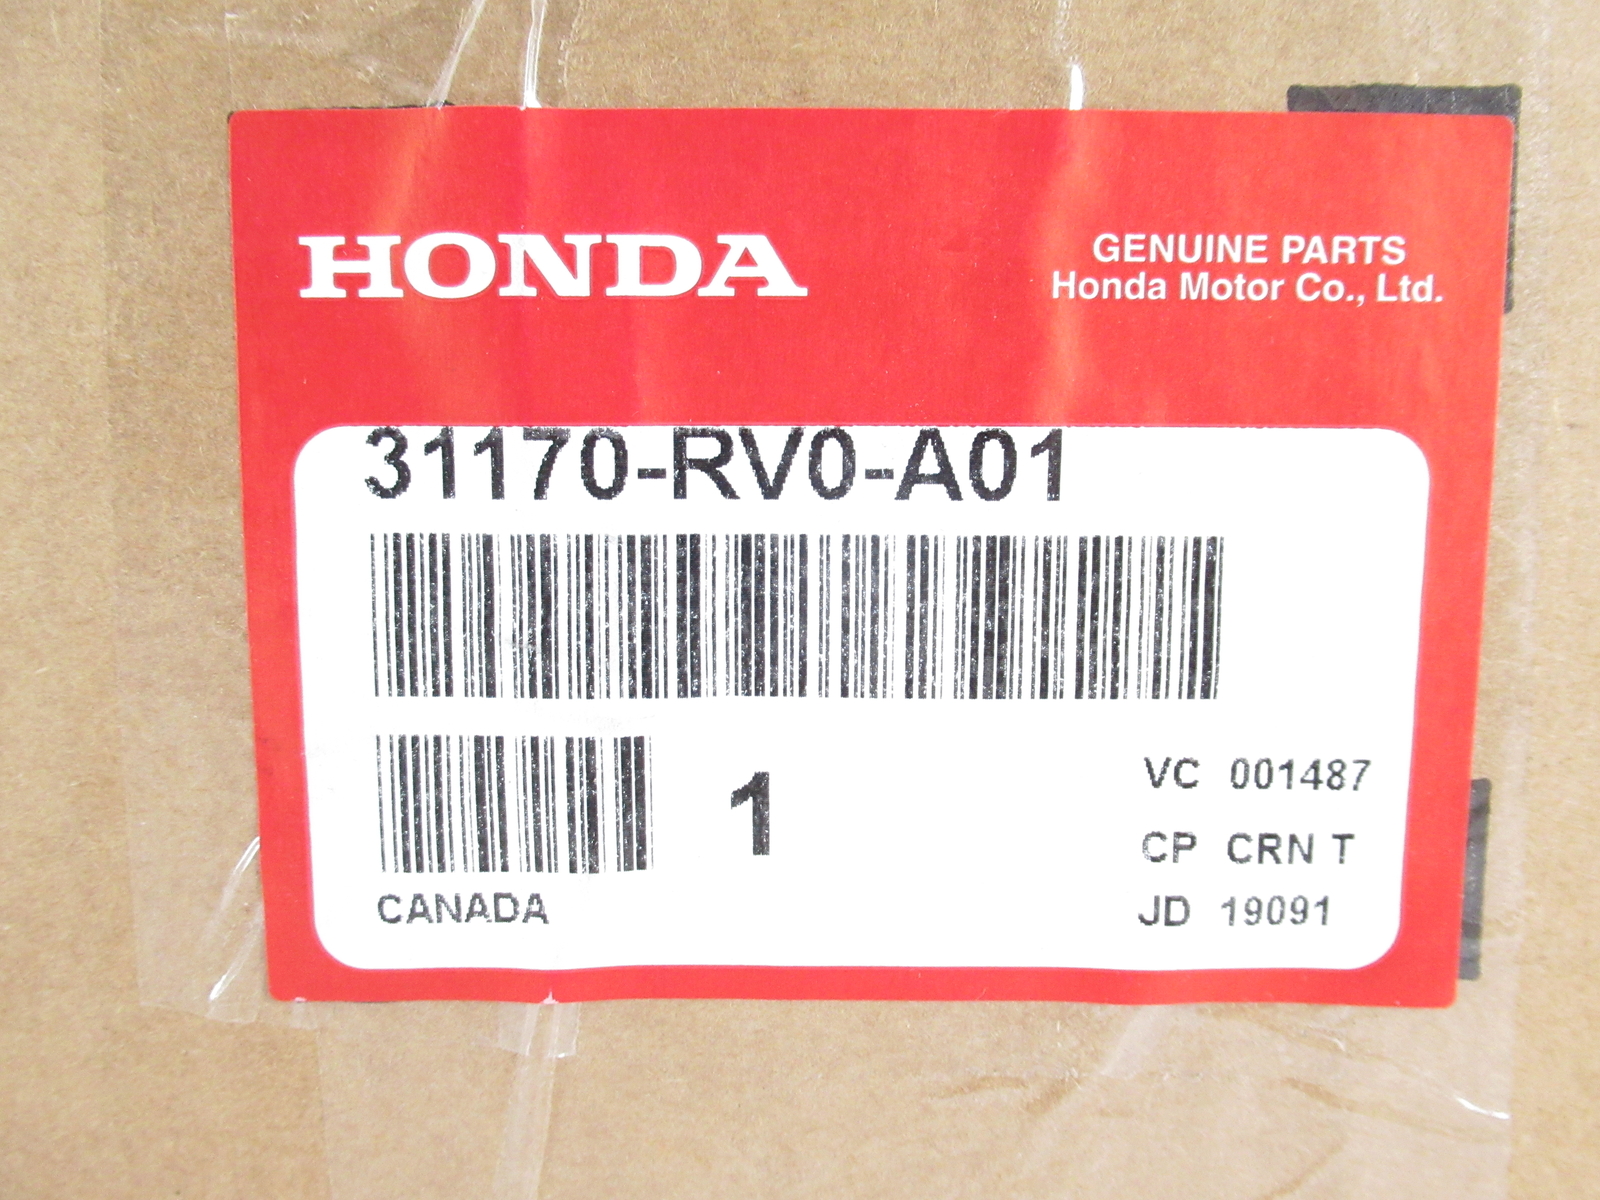 HONDA
GENUINE PARTS
Honda Motor Co., Ltd.
31170-RV0-A01
1
VC 001487
CP CRN T
CANADA
JD 19091